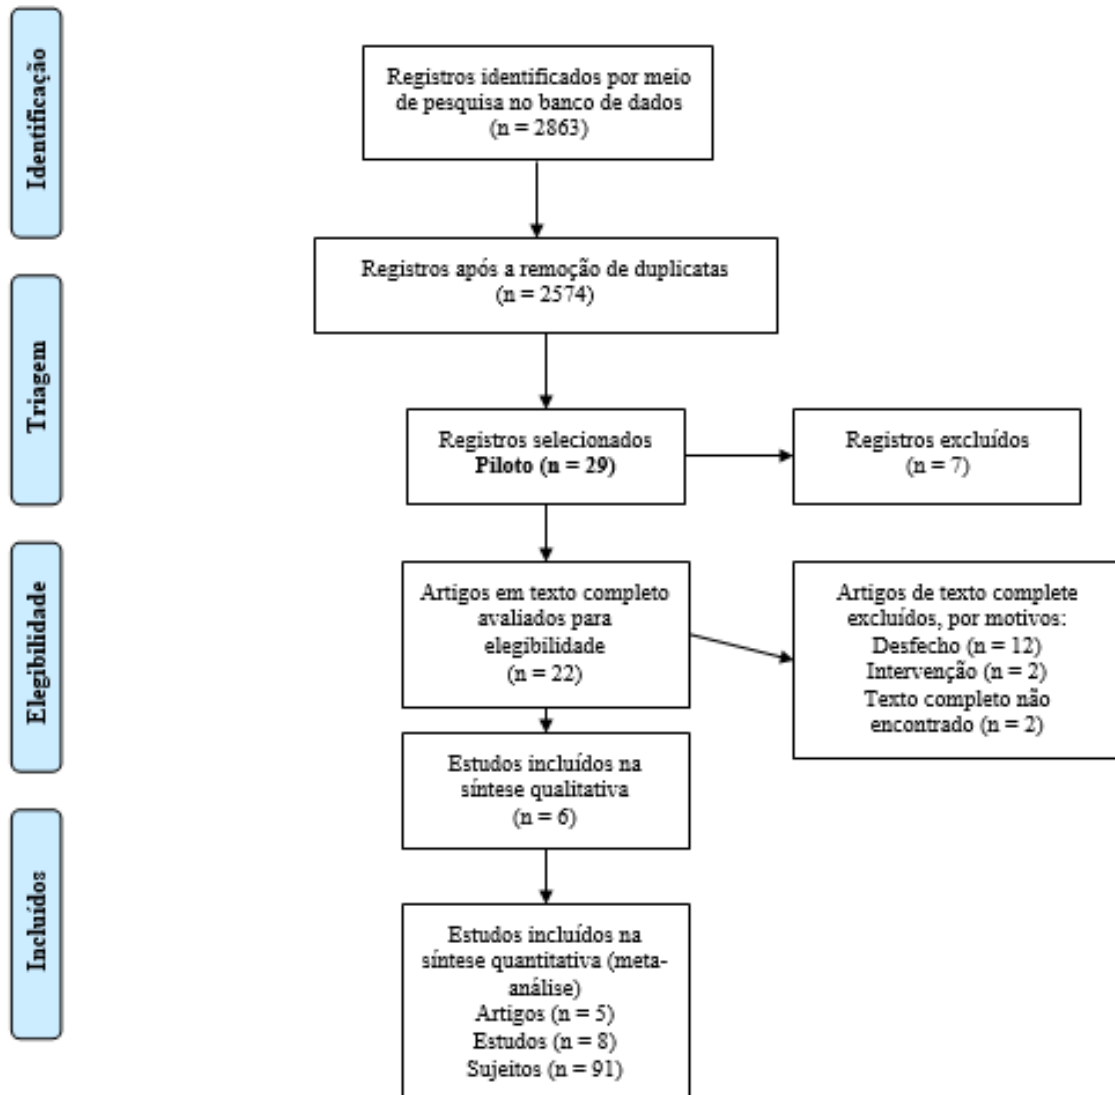 Identificação
Registros identificados por meio
de pesquisa no banco de dados
(n = 2863)
Registros após a remoção de duplicatas
(n = 2574)
Triagem
Registros selecionados
Piloto (n = 29)
Registros excluídos
(n = 7)
Elegibilidade
Artigos em texto completo
avaliados para
elegibilidade
(n = 22)
Artigos de texto complete
excluídos, por motivos:
Desfecho (n = 12)
Intervenção (n = 2)
Texto completo não
encontrado (n = 2)
Estudos incluídos na
síntese qualitativa
(n = 6)
Incluídos
Estudos incluídos na
síntese quantitativa (meta-
análise)
Artigos (n = 5)
Estudos (n = 8)
Sujeitos (n = 91)